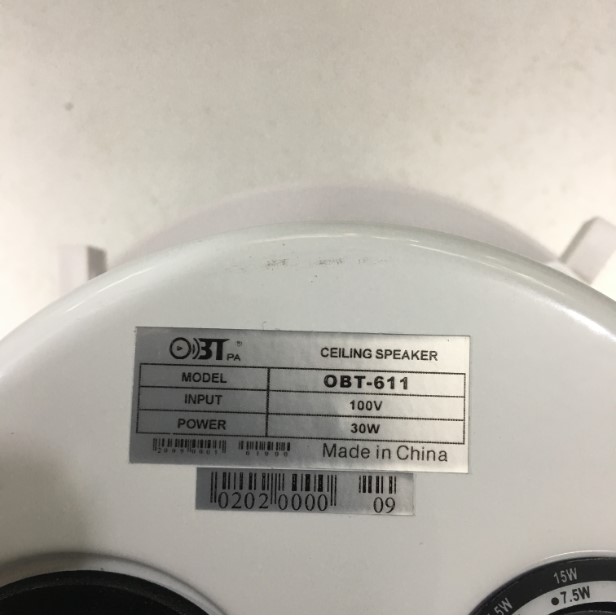 OBT PA ® CEILING SPEAKER
MODEL OBT-611
INPUT 100V
POWER 30W
Made in China
0202 0000 09
15W
7.5W
5W